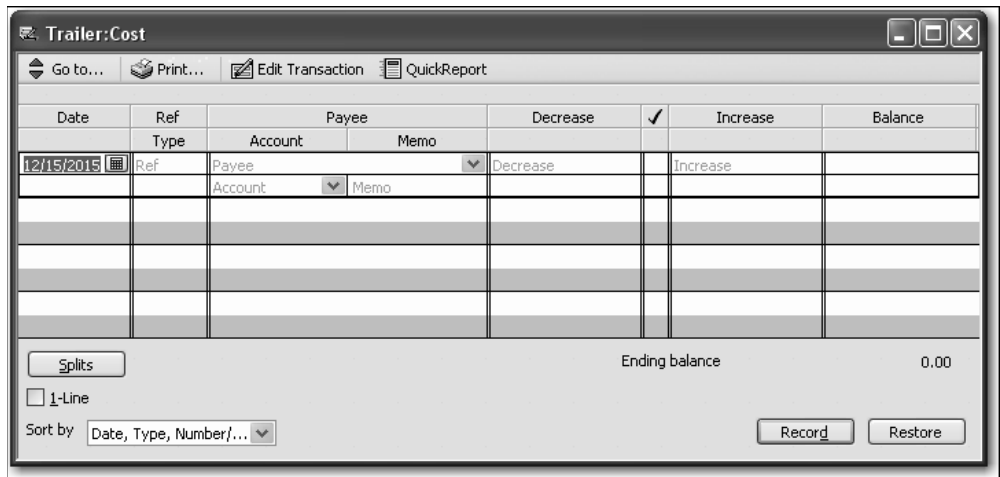 Trailer:Cost
Go to... Print... Edit Transaction QuickReport
Date Ref Payee Decrease ✓ Increase Balance
Type Account Memo
12/15/2015 Ref Payee Decrease Increase
Account Memo
Splits Ending balance 0.00
1-Line
Sort by Date, Type, Number/... Record Restore